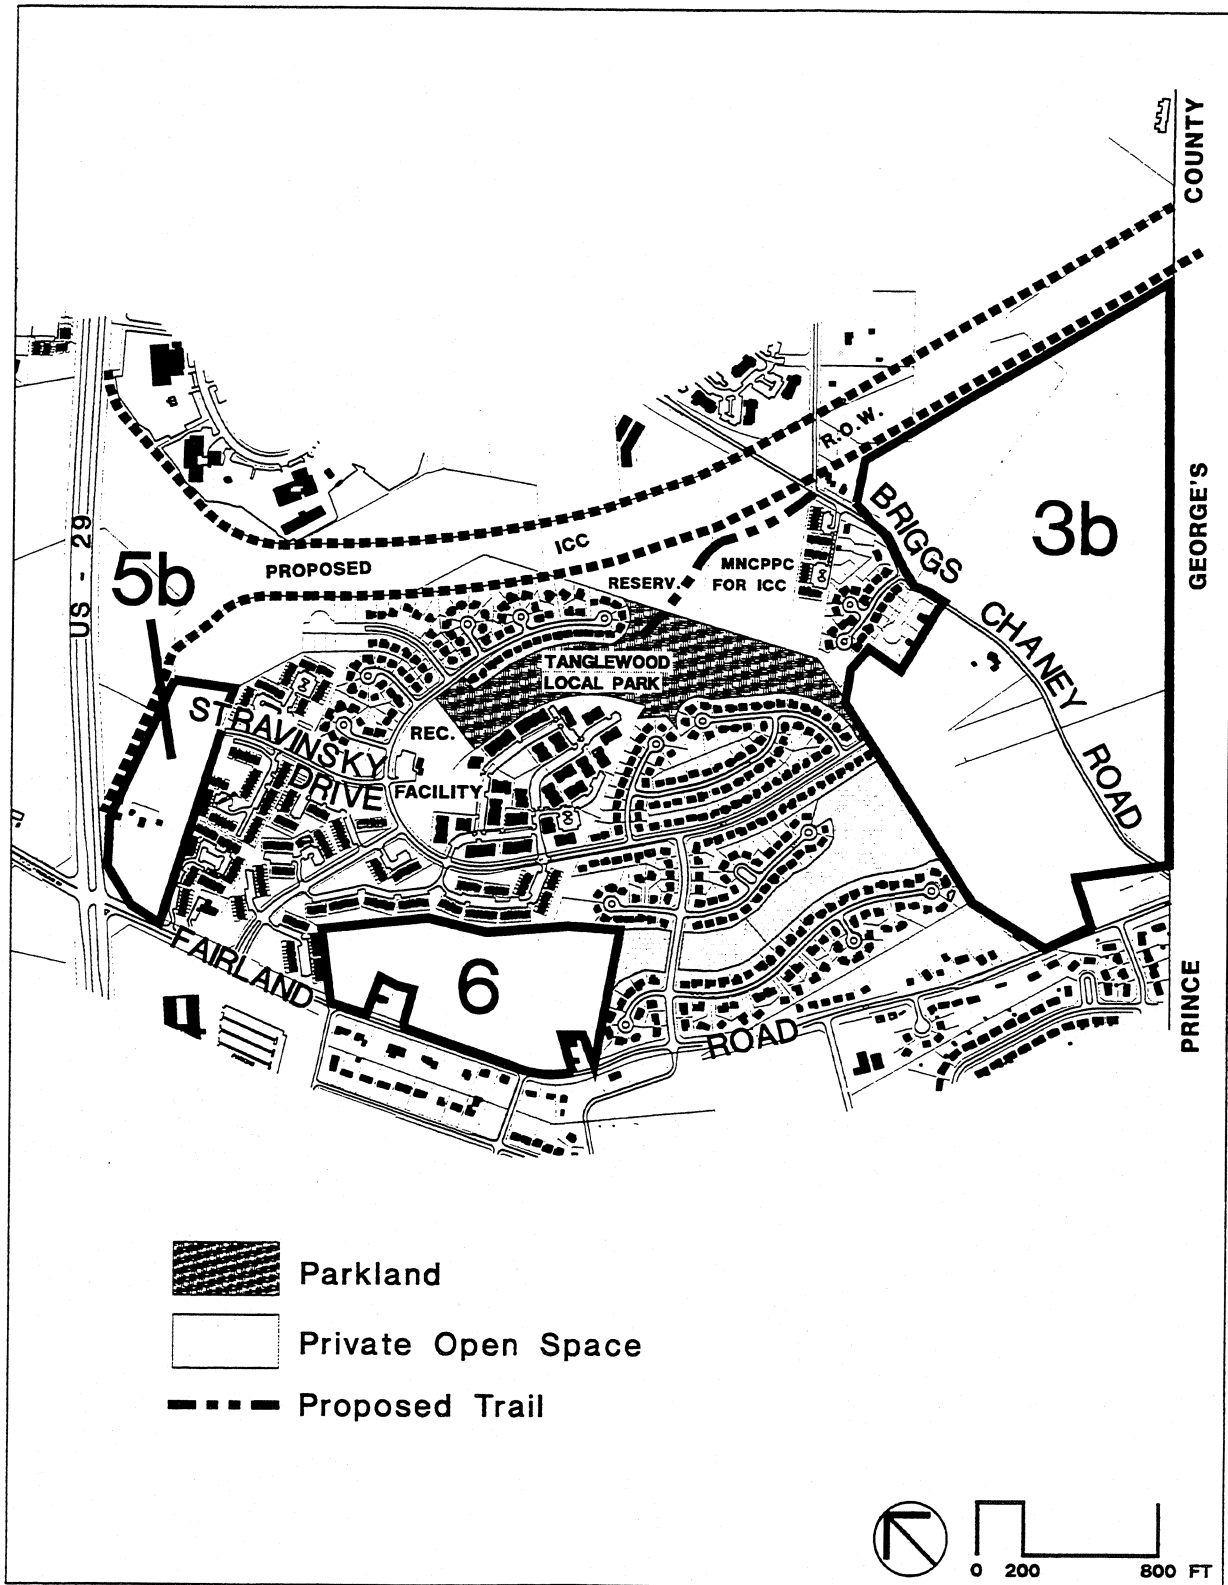 COUNTY
R.O.W.
GEORGE'S
3b
BRIGGS
US - 29
ICC
5b
PROPOSED
RESERV.
MNCPPC
FOR ICC
CHANEY
TANGLEWOOD
LOCAL PARK
STRAVINSKY
DRIVE
REC.
FACILITY
ROAD
FAIRLAND
6
ROAD
PRINCE
Parkland
Private Open Space
Proposed Trail
0 200 800 FT